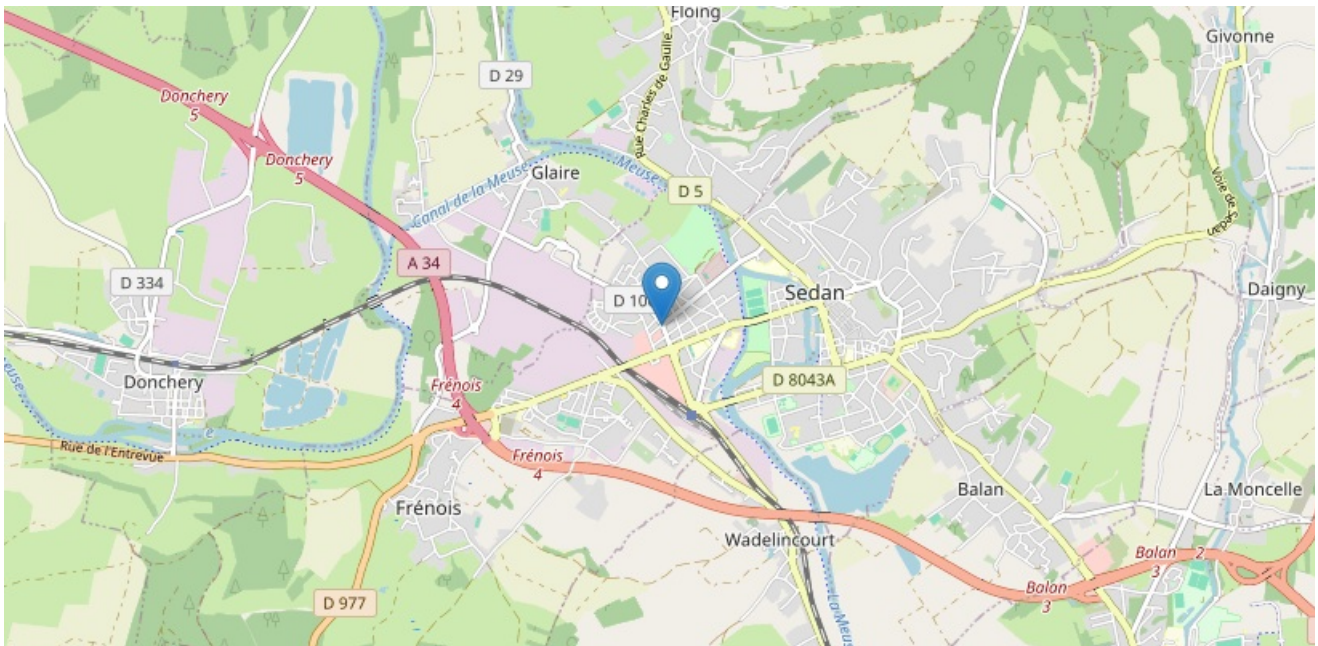 Floing
Givonne
D 29
Rue Charles de Gaulle
Donchery
5
Donchery
5
Canal de la Meuse
Glaire
Meuse
D 5
Voie de Sedan
A 34
D 334
D 10
Sedan
Daigny
Donchery
Meuse
D 8043A
Frénois
4
Rue de l'Entrevue
Frénois
4
Frénois
Balan
La Moncelle
Wadelincourt
Balan
3
2
Balan
3
D 977
La Meus